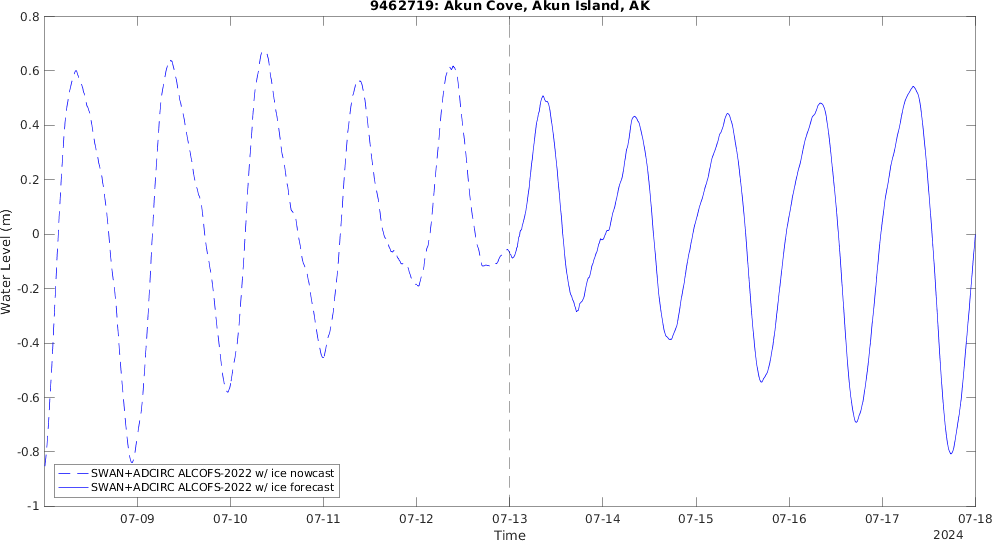 9462719: Akun Cove, Akun Island, AK
0.8
0.6
0.4
0.2
0
-0.2
-0.4
-0.6
-0.8
-1
Water Level (m)
SWAN+ADCIRC ALCOFS-2022 w/ ice nowcast
SWAN+ADCIRC ALCOFS-2022 w/ ice forecast
07-09 07-10 07-11 07-12 07-13 07-14 07-15 07-16 07-17 07-18
Time
2024